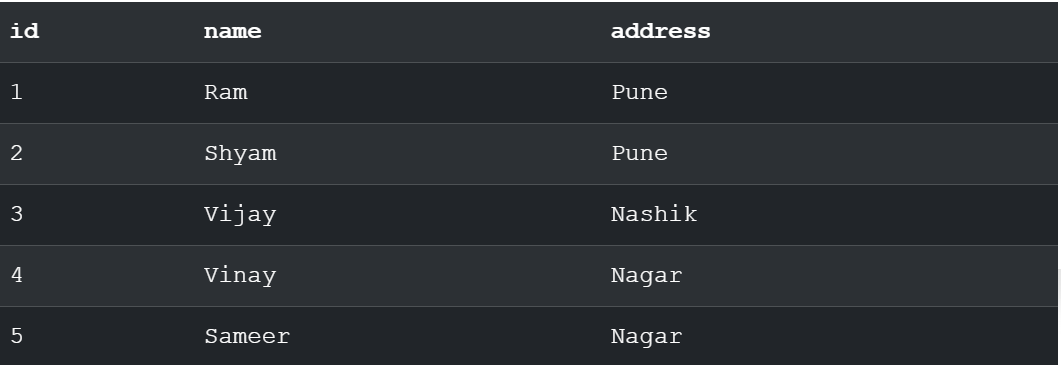 id name address
1 Ram Pune
2 Shyam Pune
3 Vijay Nashik
4 Vinay Nagar
5 Sameer Nagar